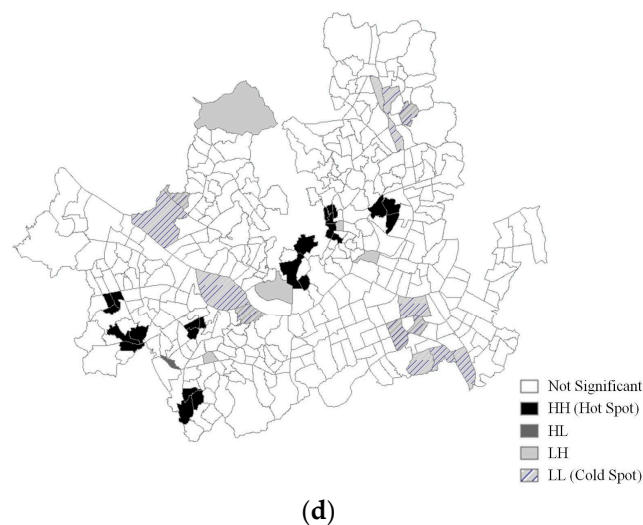 Not Significant
HH (Hot Spot)
HL
LH
LL (Cold Spot)
(d)